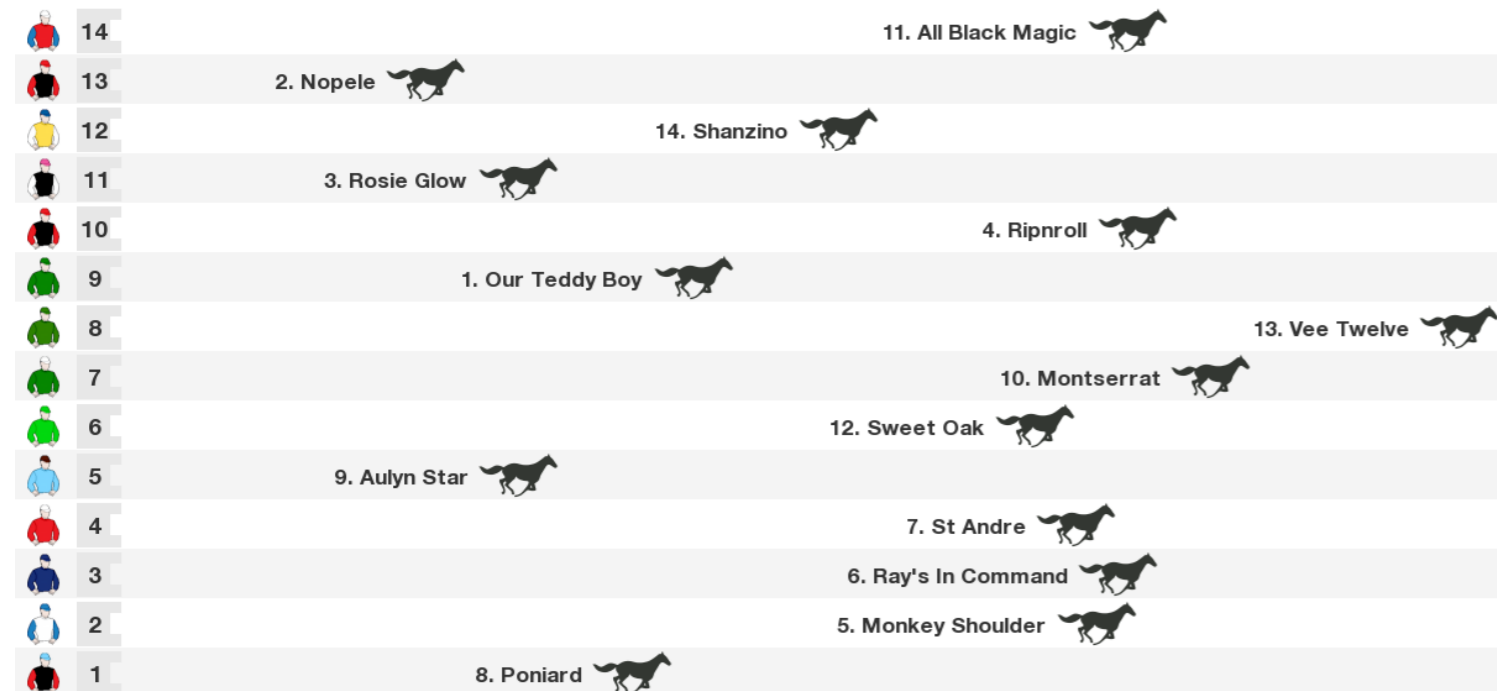 14 11. All Black Magic
13 2. Nopele
12 14. Shanzino
11 3. Rosie Glow
10 4. Ripnroll
9 1. Our Teddy Boy
8 13. Vee Twelve
7 10. Montserrat
6 12. Sweet Oak
5 9. Aulyn Star
4 7. St Andre
3 6. Ray's In Command
2 5. Monkey Shoulder
1 8. Poniard